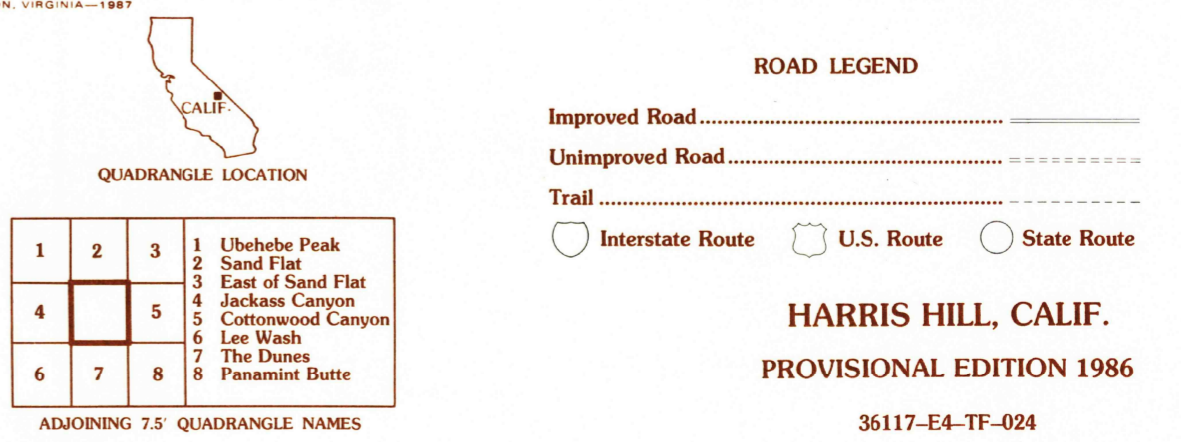 N, VIRGINIA—1987
CALIF.
QUADRANGLE LOCATION
1 2 3
4 5
6 7 8
1 Ubehebe Peak
2 Sand Flat
3 East of Sand Flat
4 Jackass Canyon
5 Cottonwood Canyon
6 Lee Wash
7 The Dunes
8 Panamint Butte
ADJOINING 7.5′ QUADRANGLE NAMES
ROAD LEGEND
Improved Road
Unimproved Road
Trail
Interstate Route U.S. Route State Route
HARRIS HILL, CALIF.
PROVISIONAL EDITION 1986
36117–E4–TF–024